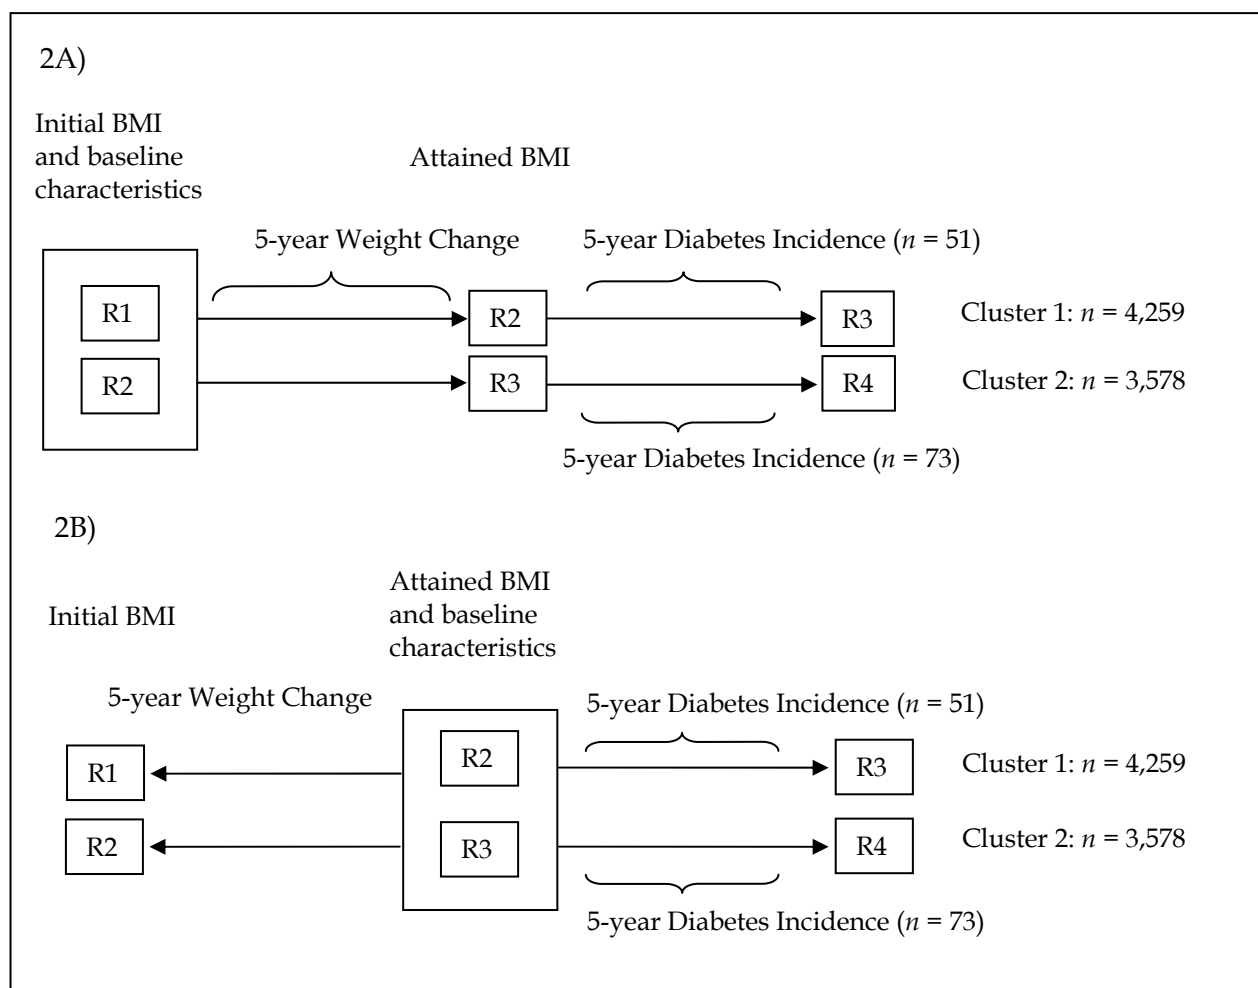 2A)
Initial BMI
and baseline
characteristics
Attained BMI
5-year Weight Change
5-year Diabetes Incidence (n = 51)
R1
R2
R3
Cluster 1: n = 4,259
R2
R3
R4
Cluster 2: n = 3,578
5-year Diabetes Incidence (n = 73)
2B)
Initial BMI
Attained BMI
and baseline
characteristics
5-year Weight Change
5-year Diabetes Incidence (n = 51)
R1
R2
R3
Cluster 1: n = 4,259
R2
R3
R4
Cluster 2: n = 3,578
5-year Diabetes Incidence (n = 73)